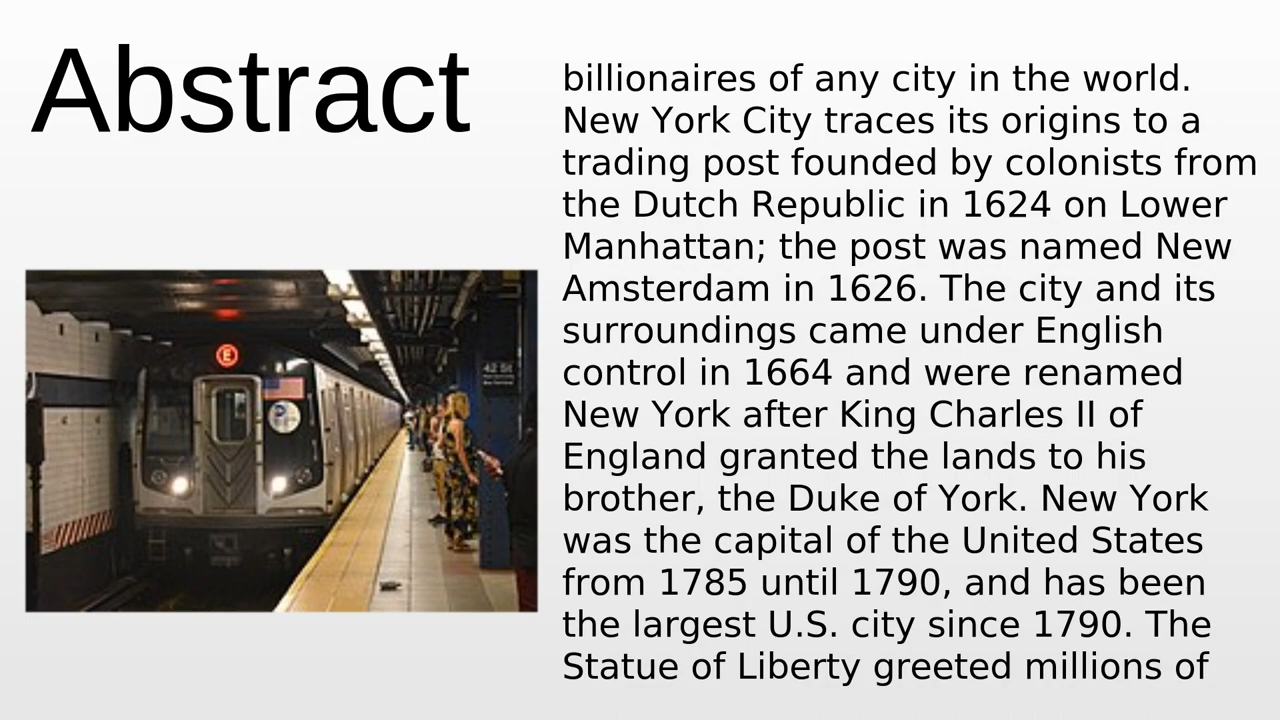 Abstract
billionaires of any city in the world.
New York City traces its origins to a
trading post founded by colonists from
the Dutch Republic in 1624 on Lower
Manhattan; the post was named New
Amsterdam in 1626. The city and its
surroundings came under English
control in 1664 and were renamed
New York after King Charles II of
England granted the lands to his
brother, the Duke of York. New York
was the capital of the United States
from 1785 until 1790, and has been
the largest U.S. city since 1790. The
Statue of Liberty greeted millions of
E
42 St